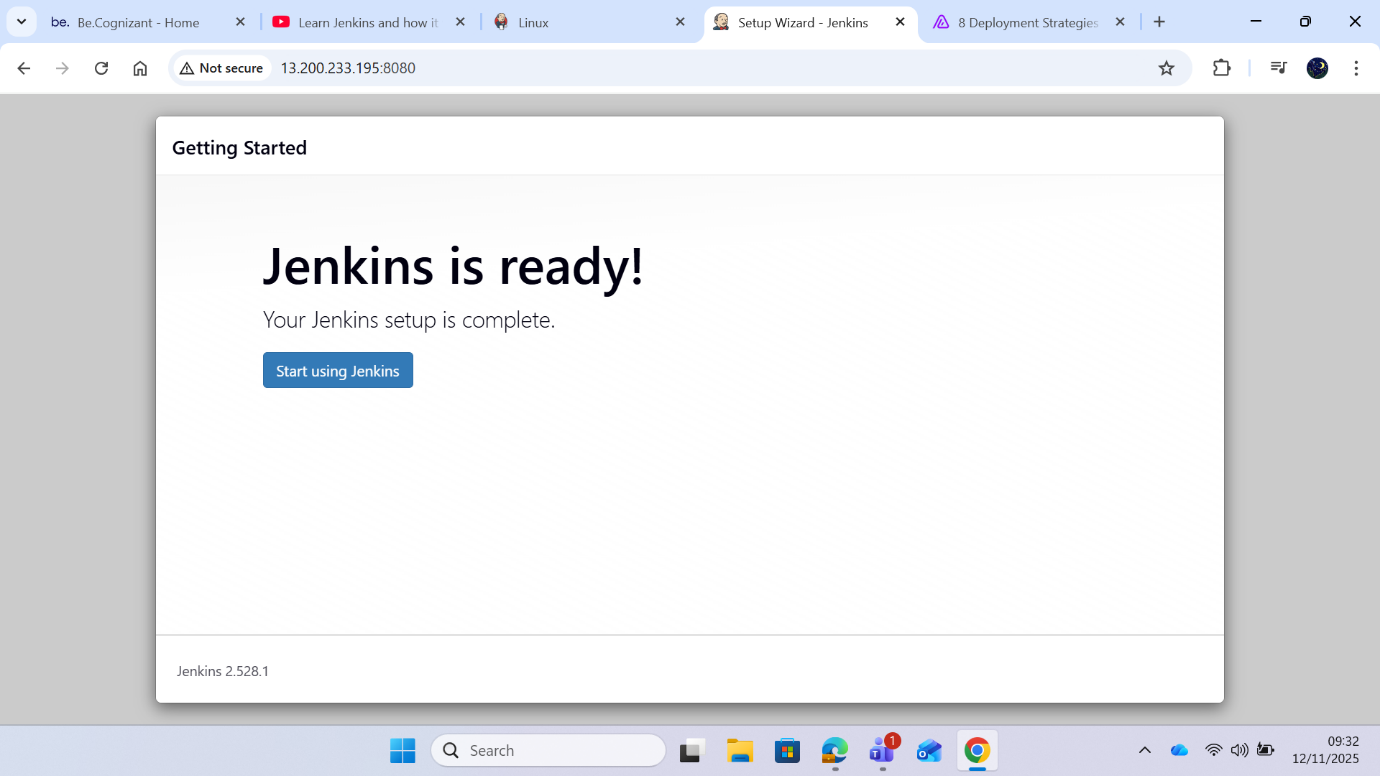 be. Be.Cognizant - Home
Learn Jenkins and how it
Linux
Setup Wizard - Jenkins
8 Deployment Strategies
Not secure
13.200.233.195:8080
Getting Started
Jenkins is ready!
Your Jenkins setup is complete.
Start using Jenkins
Jenkins 2.528.1
Search
1
09:32
12/11/2025